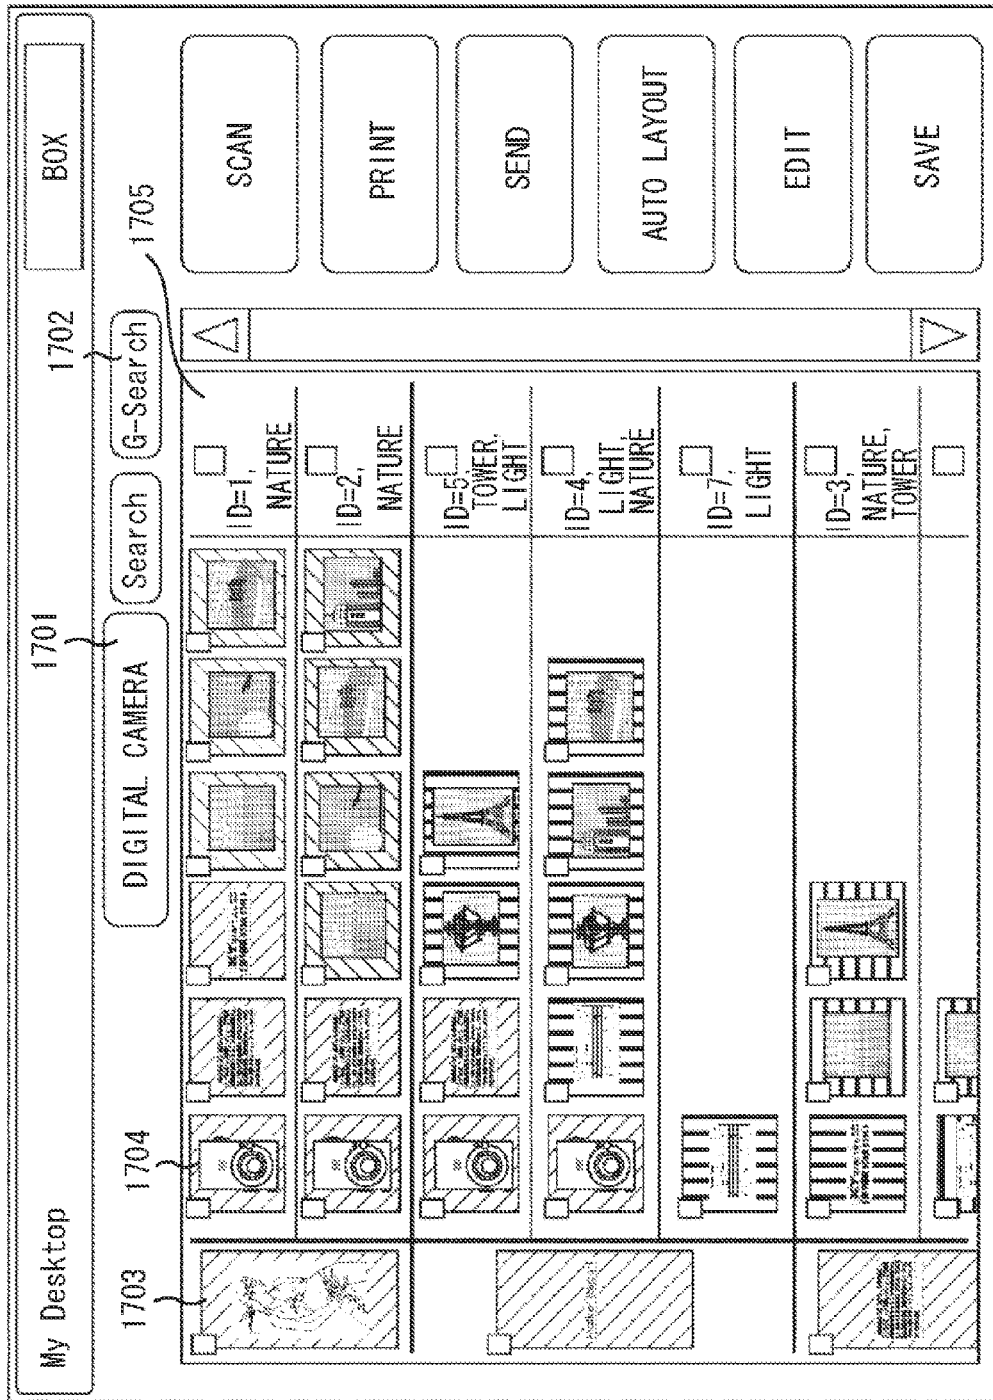 My Desktop
BOX
1701
1702
DIGITAL CAMERA
Search
G-Search
1703
1704
1705
ID=1,
NATURE
ID=2,
NATURE
ID=5,
TOWER,
LIGHT
ID=4,
LIGHT,
NATURE
ID=7,
LIGHT
ID=3,
NATURE,
TOWER
SCAN
PRINT
SEND
AUTO LAYOUT
EDIT
SAVE